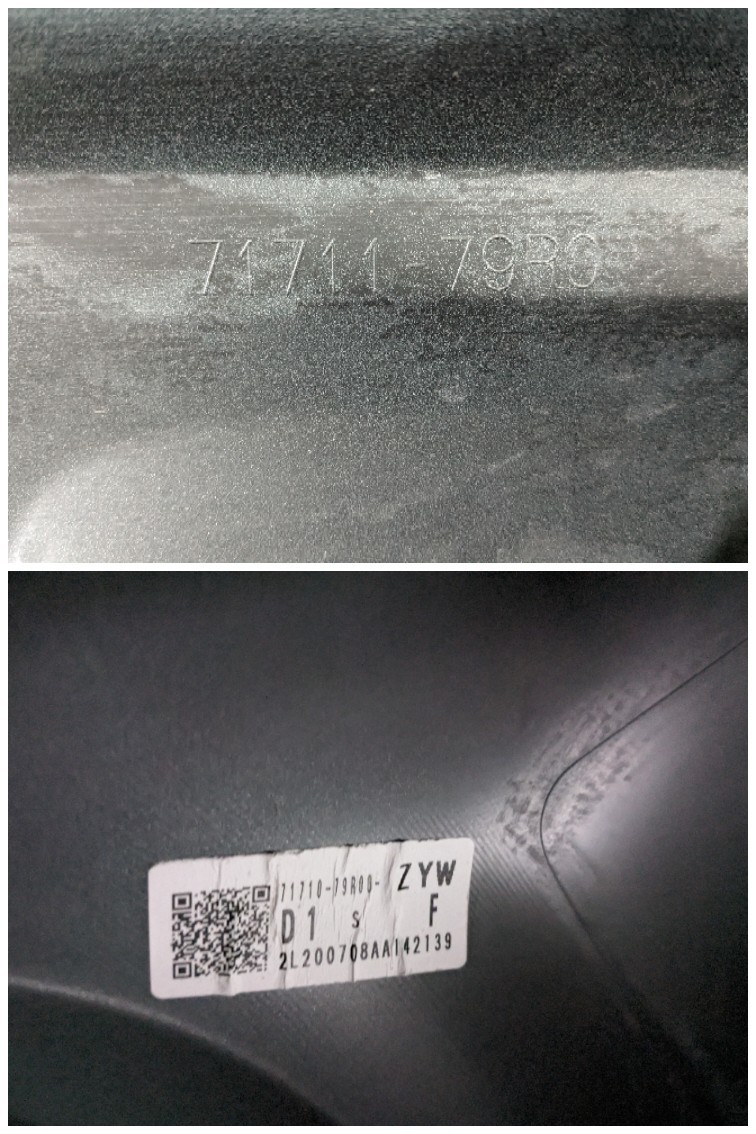 71711-79R0
71710-79R00- ZYW
D1 S F
2L200708AA142139